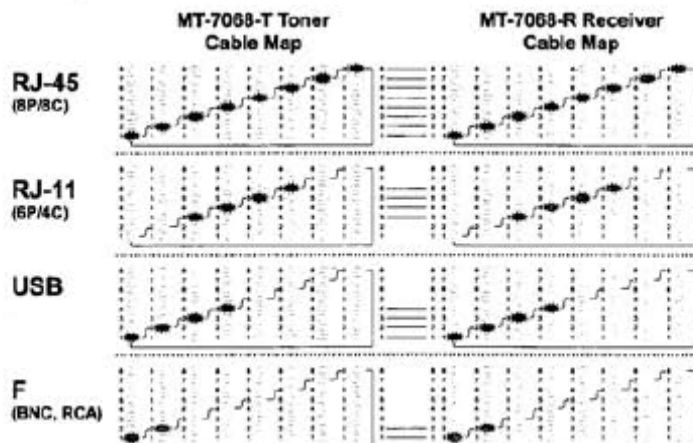 MT-7068-T Toner
Cable Map
MT-7068-R Receiver
Cable Map
RJ-45
(8P/8C)
RJ-11
(6P/4C)
USB
F
(BNC, RCA)